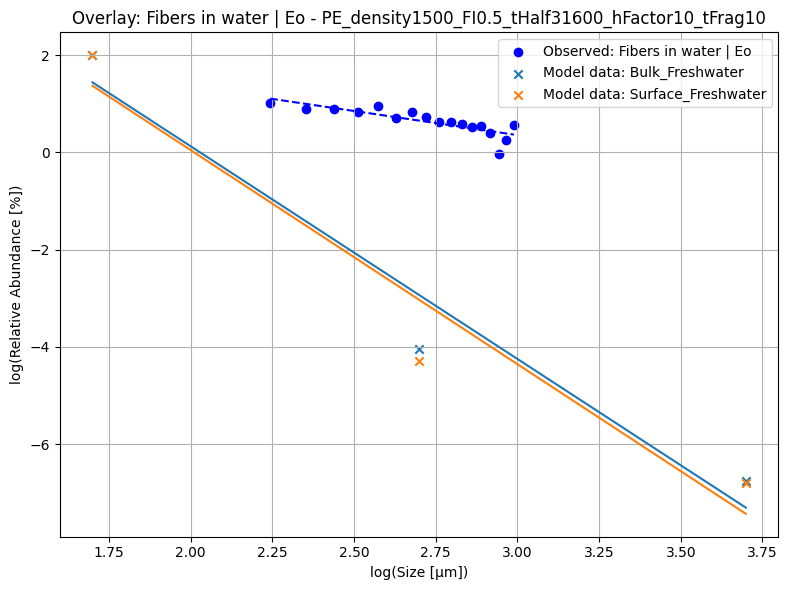 Overlay: Fibers in water | Eo - PE_density1500_FI0.5_tHalf31600_hFactor10_tFrag10
Observed: Fibers in water | Eo
Model data: Bulk_Freshwater
Model data: Surface_Freshwater
log(Relative Abundance [%])
2
0
−2
−4
−6
1.75 2.00 2.25 2.50 2.75 3.00 3.25 3.50 3.75
log(Size [μm])